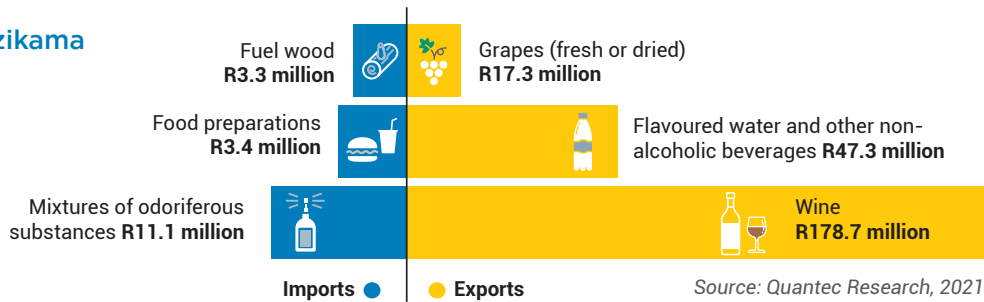 zikama
Fuel wood
R3.3 million
Grapes (fresh or dried)
R17.3 million
Food preparations
R3.4 million
Flavoured water and other non-
alcoholic beverages R47.3 million
Mixtures of odoriferous
substances R11.1 million
Wine
R178.7 million
Imports
Exports
Source: Quantec Research, 2021